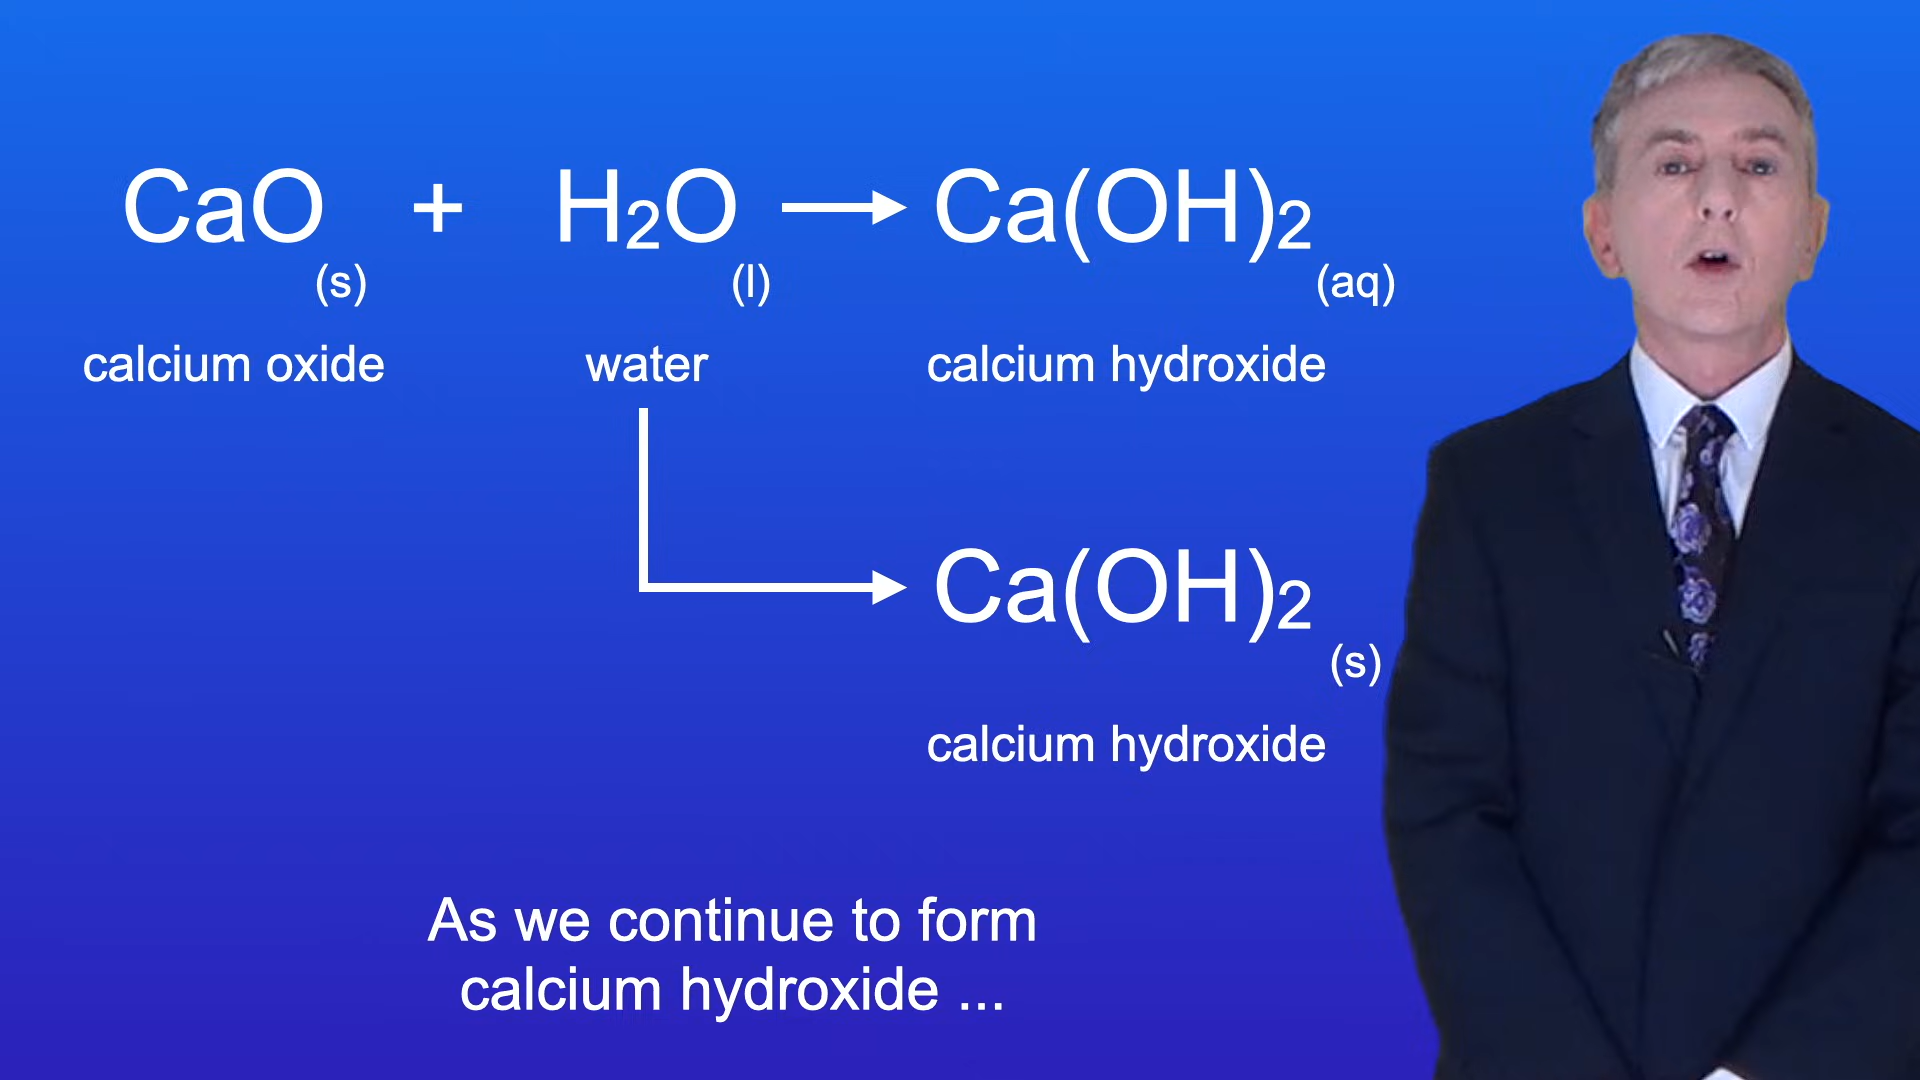 CaO + H2O → Ca(OH)2
(s) (l) (aq)
calcium oxide water calcium hydroxide
Ca(OH)2
(s)
calcium hydroxide
As we continue to form
calcium hydroxide ...